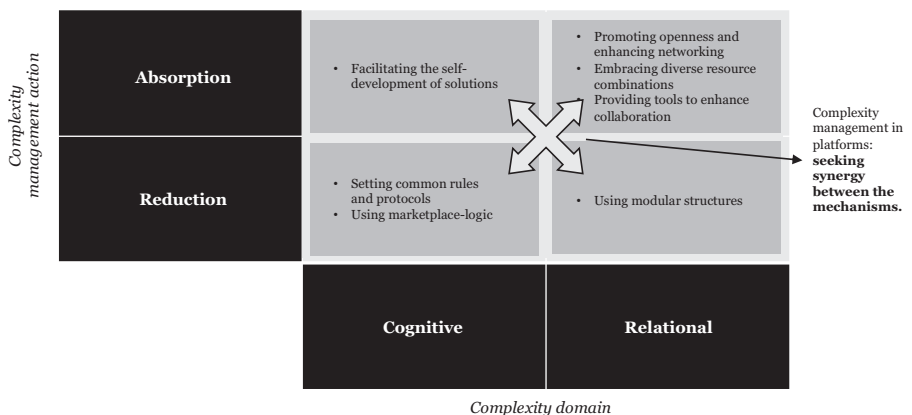 Complexity
management action
Absorption
• Facilitating the self-
development of solutions
• Promoting openness and
enhancing networking
• Embracing diverse resource
combinations
• Providing tools to enhance
collaboration
Reduction
• Setting common rules
and protocols
• Using marketplace-logic
• Using modular structures
Complexity
management in
platforms:
seeking
synergy
between the
mechanisms.
Cognitive
Relational
Complexity domain